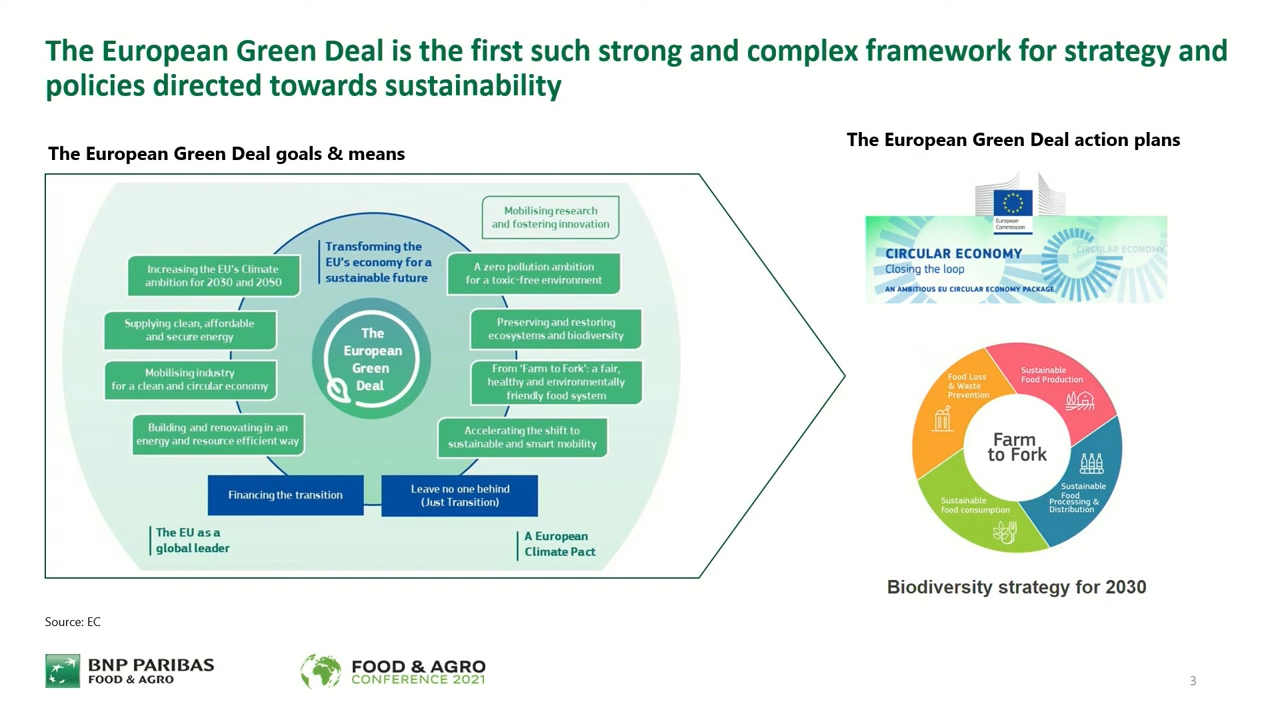 The European Green Deal is the first such strong and complex framework for strategy and
policies directed towards sustainability
The European Green Deal goals & means
The European Green Deal action plans
Mobilising research
and fostering innovation
Transforming the
EU's economy for a
sustainable future
Increasing the EU's Climate
ambition for 2030 and 2050
A zero pollution ambition
for a toxic-free environment
Supplying clean, affordable
and secure energy
Preserving and restoring
ecosystems and biodiversity
The
European
Green
Deal
Mobilising industry
for a clean and circular economy
From 'Farm to Fork': a fair,
healthy and environmentally
friendly food system
Building and renovating in an
energy and resource efficient way
Accelerating the shift to
sustainable and smart mobility
Financing the transition
Leave no one behind
(Just Transition)
The EU as a
global leader
A European
Climate Pact
European
Commission
CIRCULAR ECONOMY
Closing the loop
AN AMBITIOUS EU CIRCULAR ECONOMY PACKAGE
CIRCULAR ECONOMY
Food Loss
& Waste
Prevention
Sustainable
Food Production
Farm
to Fork
Sustainable
Food
Processing &
Distribution
Sustainable
food consumption
Biodiversity strategy for 2030
Source: EC
BNP PARIBAS
FOOD & AGRO
FOOD & AGRO
CONFERENCE 2021
3